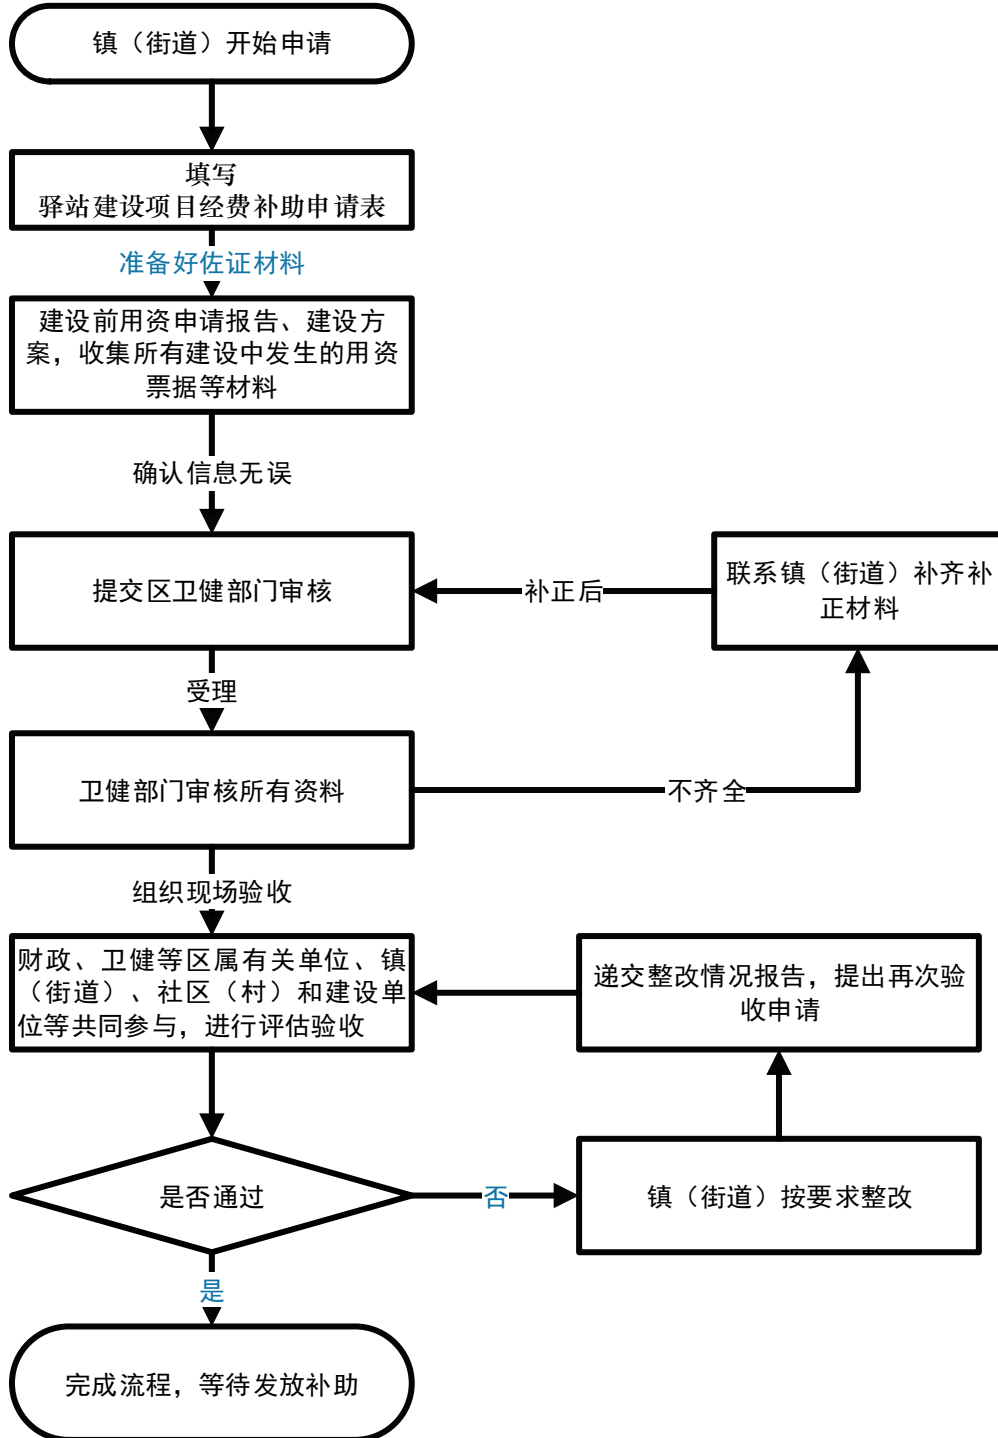 镇（街道）开始申请
填写
驿站建设项目经费补助申请表
准备好佐证材料
建设前用资申请报告、建设方
案，收集所有建设中发生的用资
票据等材料
确认信息无误
提交区卫健部门审核
补正后
联系镇（街道）补齐补
正材料
受理
卫健部门审核所有资料
不齐全
组织现场验收
财政、卫健等区属有关单位、镇
（街道）、社区（村）和建设单
位等共同参与，进行评估验收
递交整改情况报告，提出再次验
收申请
是否通过
否
镇（街道）按要求整改
是
完成流程，等待发放补助